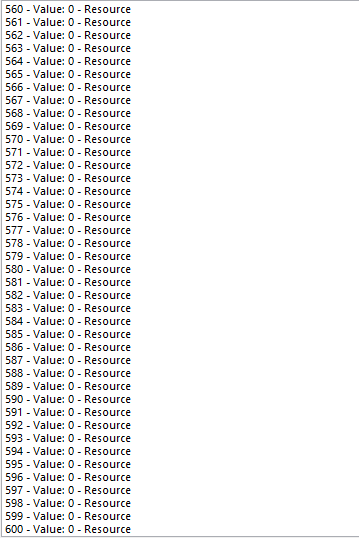 560 - Value: 0 - Resource
561 - Value: 0 - Resource
562 - Value: 0 - Resource
563 - Value: 0 - Resource
564 - Value: 0 - Resource
565 - Value: 0 - Resource
566 - Value: 0 - Resource
567 - Value: 0 - Resource
568 - Value: 0 - Resource
569 - Value: 0 - Resource
570 - Value: 0 - Resource
571 - Value: 0 - Resource
572 - Value: 0 - Resource
573 - Value: 0 - Resource
574 - Value: 0 - Resource
575 - Value: 0 - Resource
576 - Value: 0 - Resource
577 - Value: 0 - Resource
578 - Value: 0 - Resource
579 - Value: 0 - Resource
580 - Value: 0 - Resource
581 - Value: 0 - Resource
582 - Value: 0 - Resource
583 - Value: 0 - Resource
584 - Value: 0 - Resource
585 - Value: 0 - Resource
586 - Value: 0 - Resource
587 - Value: 0 - Resource
588 - Value: 0 - Resource
589 - Value: 0 - Resource
590 - Value: 0 - Resource
591 - Value: 0 - Resource
592 - Value: 0 - Resource
593 - Value: 0 - Resource
594 - Value: 0 - Resource
595 - Value: 0 - Resource
596 - Value: 0 - Resource
597 - Value: 0 - Resource
598 - Value: 0 - Resource
599 - Value: 0 - Resource
600 - Value: 0 - Resource